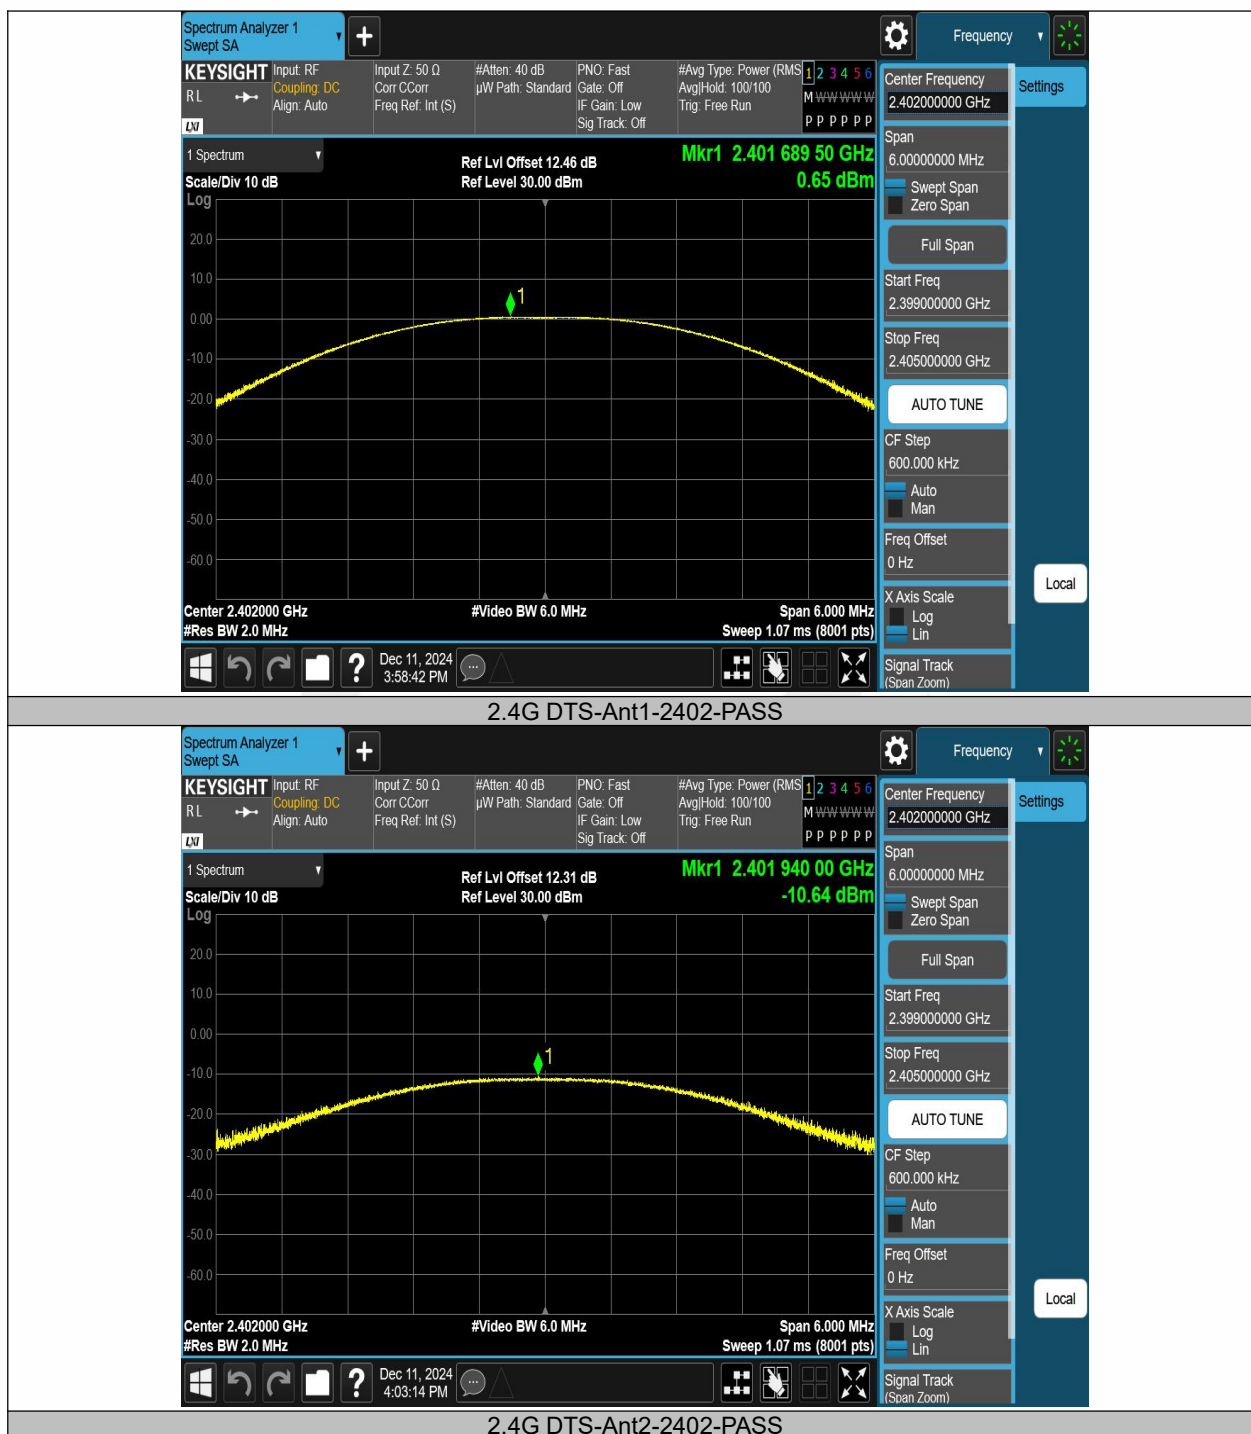 Spectrum Analyzer 1
Swept SA
+
Frequency
KEYSIGHT
RL
LXI
Input: RF
Coupling: DC
Align: Auto
Input Z: 50 Ω
Corr CCorr
Freq Ref: Int (S)
#Atten: 40 dB
µW Path: Standard
PNO: Fast
Gate: Off
IF Gain: Low
Sig Track: Off
#Avg Type: Power (RMS
Avg|Hold: 100/100
Trig: Free Run
1 2 3 4 5 6
M W W W W W
P P P P P P
Center Frequency
2.402000000 GHz
Settings
Span
6.00000000 MHz
Swept Span
Zero Span
Full Span
Start Freq
2.399000000 GHz
Stop Freq
2.405000000 GHz
AUTO TUNE
CF Step
600.000 kHz
Auto
Man
Freq Offset
0 Hz
X Axis Scale
Log
Lin
Signal Track
(Span Zoom)
Local
1 Spectrum
Scale/Div 10 dB
Log
Ref Lvl Offset 12.46 dB
Ref Level 30.00 dBm
Mkr1 2.401 689 50 GHz
0.65 dBm
20.0
10.0
1
0.00
-10.0
-20.0
-30.0
-40.0
-50.0
-60.0
Center 2.402000 GHz
#Res BW 2.0 MHz
#Video BW 6.0 MHz
Span 6.000 MHz
Sweep 1.07 ms (8001 pts)
?
Dec 11, 2024
3:58:42 PM
2.4G DTS-Ant1-2402-PASS
Spectrum Analyzer 1
Swept SA
+
Frequency
KEYSIGHT
RL
LXI
Input: RF
Coupling: DC
Align: Auto
Input Z: 50 Ω
Corr CCorr
Freq Ref: Int (S)
#Atten: 40 dB
µW Path: Standard
PNO: Fast
Gate: Off
IF Gain: Low
Sig Track: Off
#Avg Type: Power (RMS
Avg|Hold: 100/100
Trig: Free Run
1 2 3 4 5 6
M W W W W W
P P P P P P
Center Frequency
2.402000000 GHz
Settings
Span
6.00000000 MHz
Swept Span
Zero Span
Full Span
Start Freq
2.399000000 GHz
Stop Freq
2.405000000 GHz
AUTO TUNE
CF Step
600.000 kHz
Auto
Man
Freq Offset
0 Hz
X Axis Scale
Log
Lin
Signal Track
(Span Zoom)
Local
1 Spectrum
Scale/Div 10 dB
Log
Ref Lvl Offset 12.31 dB
Ref Level 30.00 dBm
Mkr1 2.401 940 00 GHz
-10.64 dBm
20.0
10.0
0.00
1
-10.0
-20.0
-30.0
-40.0
-50.0
-60.0
Center 2.402000 GHz
#Res BW 2.0 MHz
#Video BW 6.0 MHz
Span 6.000 MHz
Sweep 1.07 ms (8001 pts)
?
Dec 11, 2024
4:03:14 PM
2.4G DTS-Ant2-2402-PASS